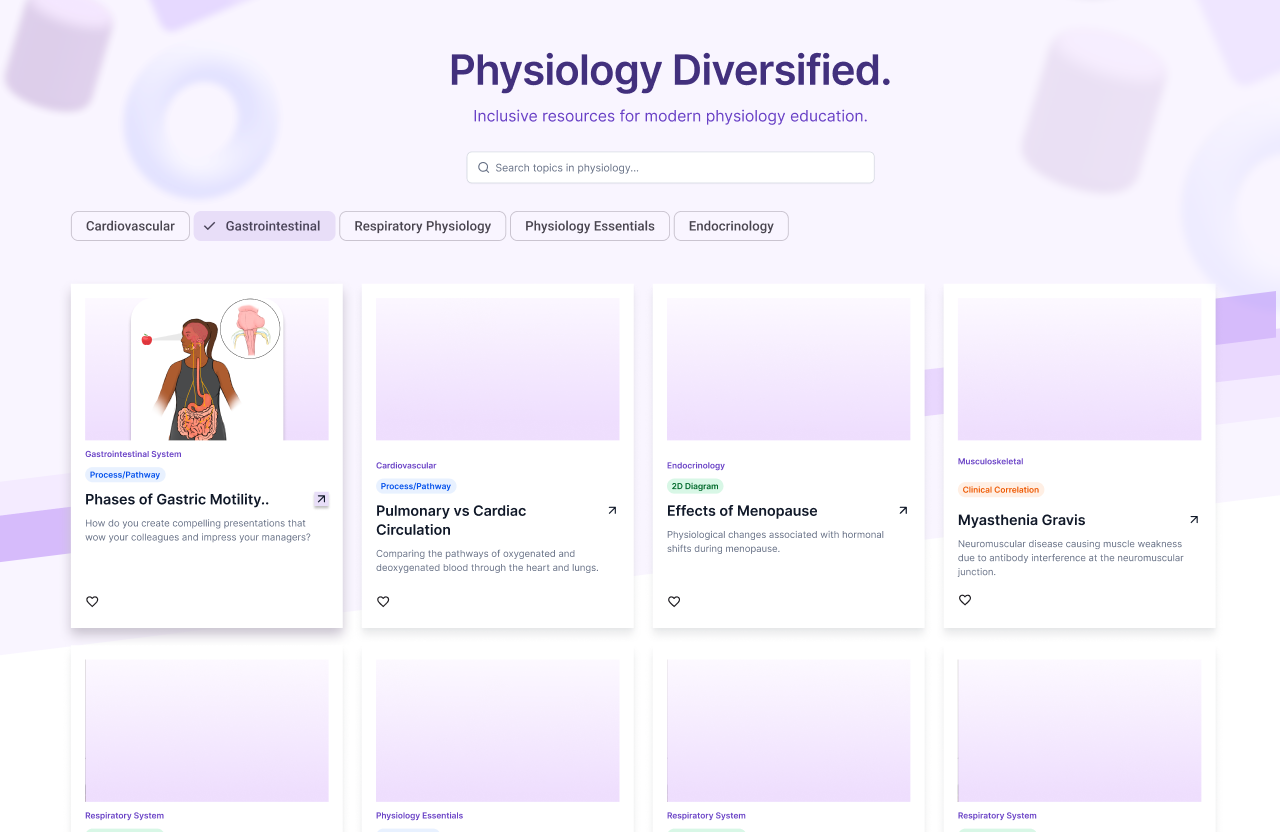 Physiology Diversified.
Inclusive resources for modern physiology education.
Search topics in physiology...
Cardiovascular
Gastrointestinal
Respiratory Physiology
Physiology Essentials
Endocrinology
Gastrointestinal System
Process/Pathway
Phases of Gastric Motility..
How do you create compelling presentations that
wow your colleagues and impress your managers?
Cardiovascular
Process/Pathway
Pulmonary vs Cardiac
Circulation
Comparing the pathways of oxygenated and
deoxygenated blood through the heart and lungs.
Endocrinology
2D Diagram
Effects of Menopause
Physiological changes associated with hormonal
shifts during menopause.
Musculoskeletal
Clinical Correlation
Myasthenia Gravis
Neuromuscular disease causing muscle weakness
due to antibody interference at the neuromuscular
junction.
Respiratory System
Physiology Essentials
Respiratory System
Respiratory System